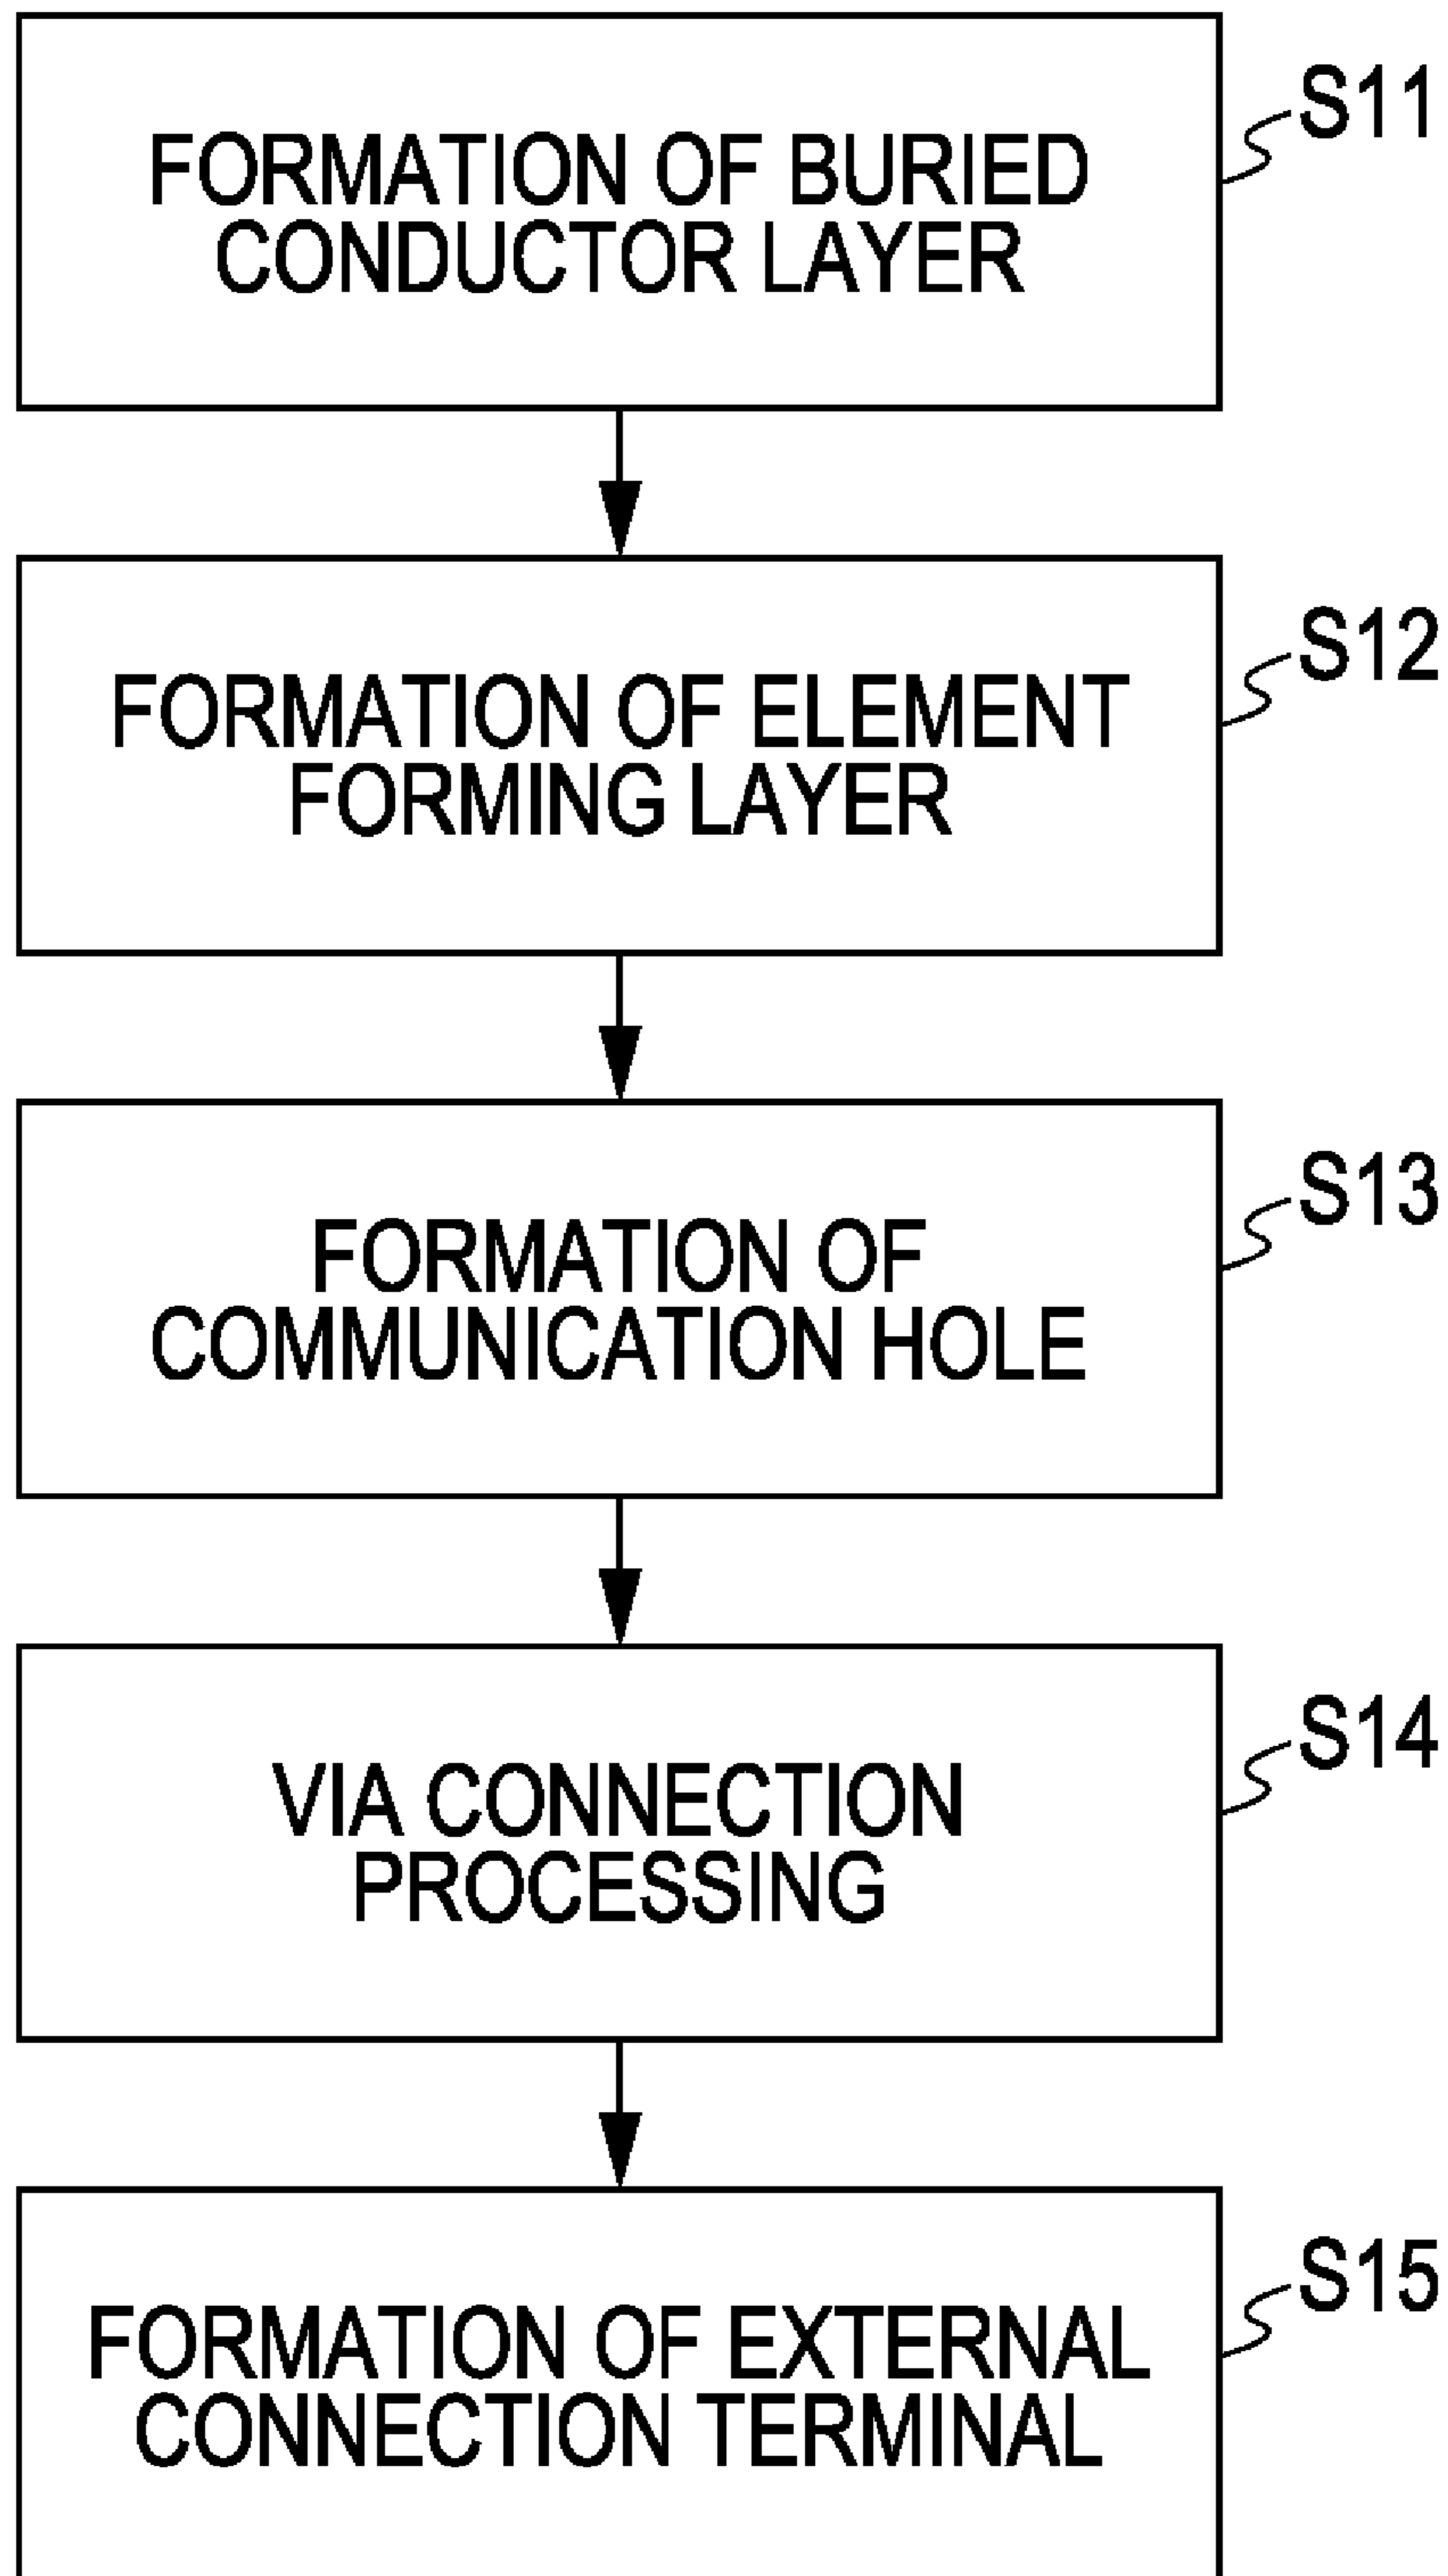 FORMATION OF BURIED
CONDUCTOR LAYER
S11
FORMATION OF ELEMENT
FORMING LAYER
S12
FORMATION OF
COMMUNICATION HOLE
S13
VIA CONNECTION
PROCESSING
S14
FORMATION OF EXTERNAL
CONNECTION TERMINAL
S15